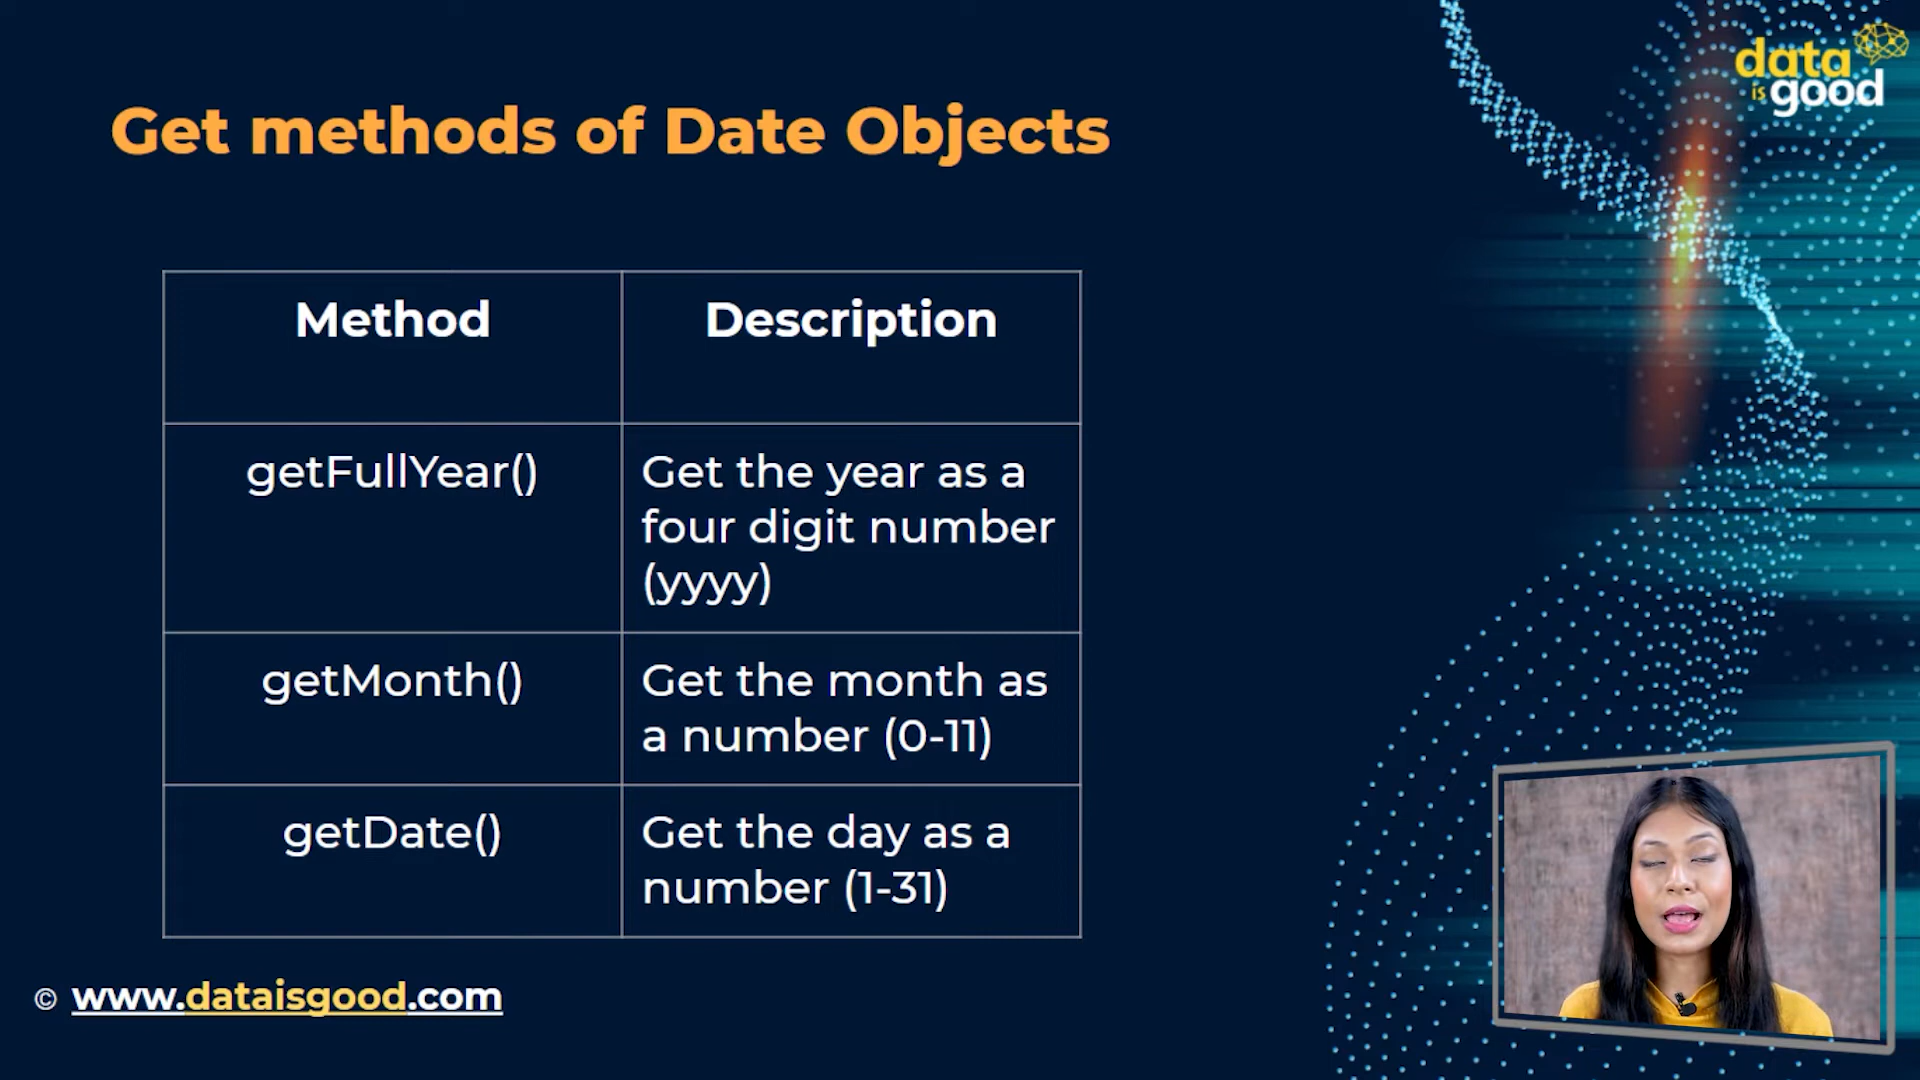 data
is good
Get methods of Date Objects
Method
Description
getFullYear()
Get the year as a
four digit number
(yyyy)
getMonth()
Get the month as
a number (0-11)
getDate()
Get the day as a
number (1-31)
© www.dataisgood.com